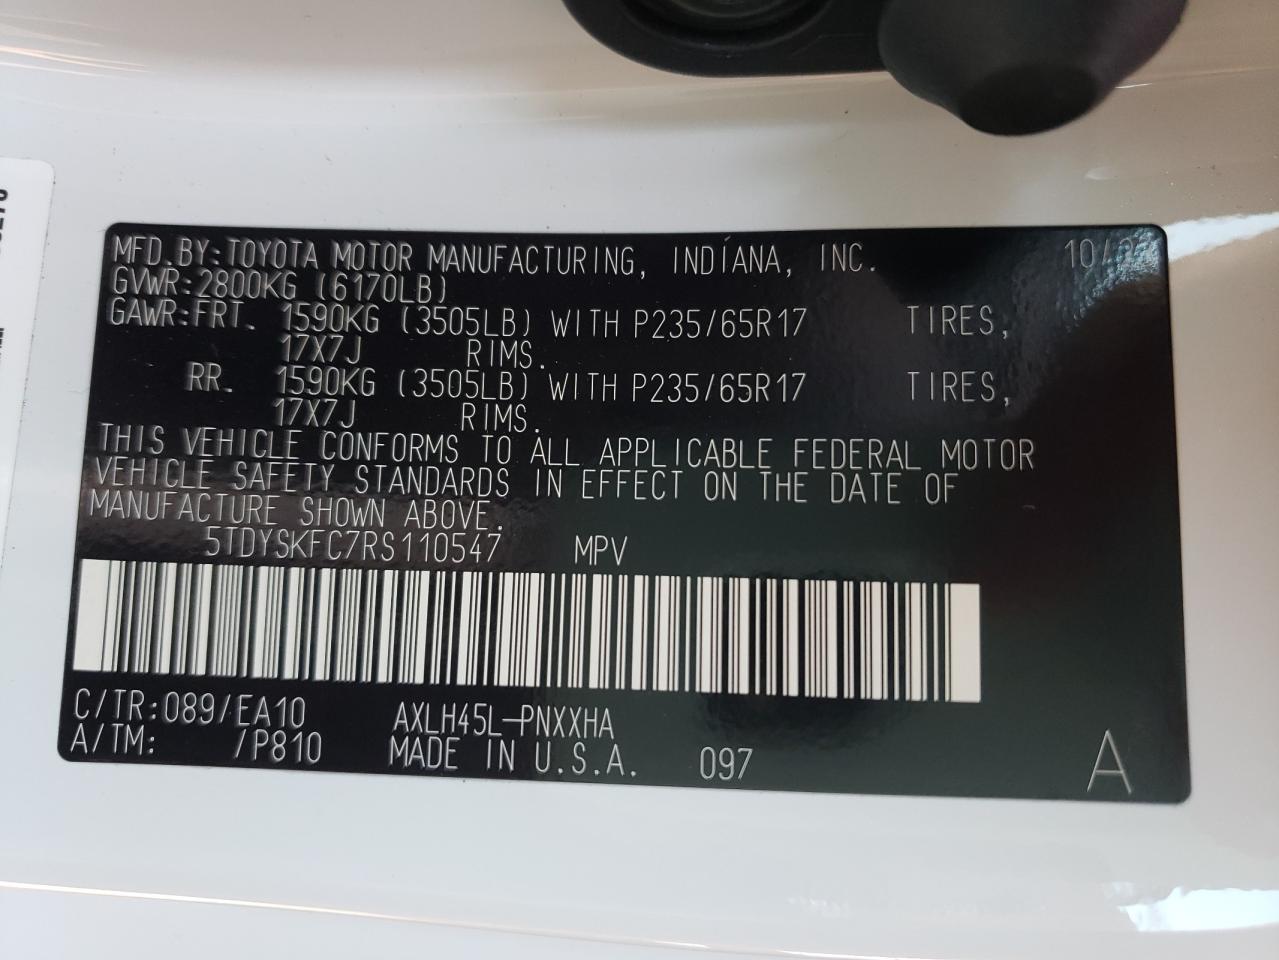 MFD.BY:TOYOTA MOTOR MANUFACTURING, INDIANA, INC.
GVWR:2800KG (6170LB)
GAWR:FRT. 1590KG (3505LB) WITH P235/65R17 TIRES,
17X7J RIMS.
RR. 1590KG (3505LB) WITH P235/65R17 TIRES,
17X7J RIMS.
THIS VEHICLE CONFORMS TO ALL APPLICABLE FEDERAL MOTOR
VEHICLE SAFETY STANDARDS IN EFFECT ON THE DATE OF
MANUFACTURE SHOWN ABOVE.
5TDYSKFC7RS110547 MPV
C/TR:089/EA10 AXLH45L-PNXXHA
A/TM: /P810 MADE IN U.S.A. 097 A